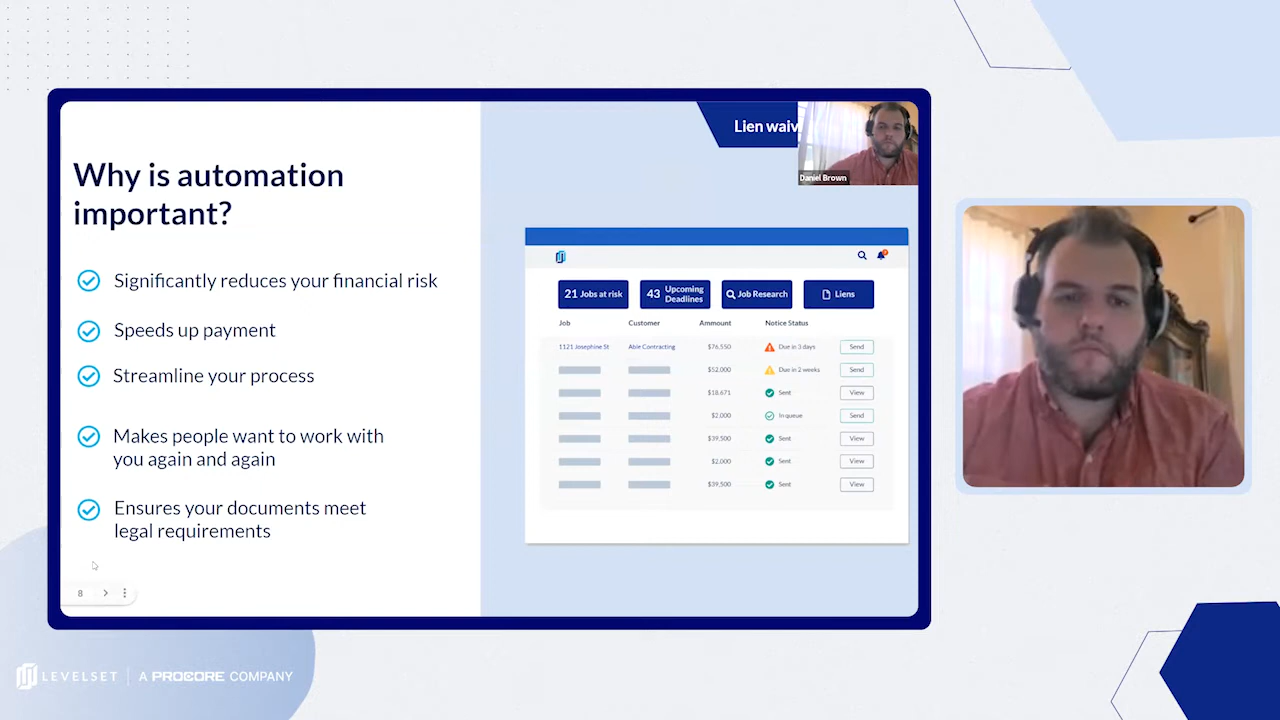 Lien waiv
Daniel Brown
Why is automation
important?
Significantly reduces your financial risk
Speeds up payment
Streamline your process
Makes people want to work with
you again and again
Ensures your documents meet
legal requirements
8
21 Jobs at risk
43 Upcoming Deadlines
Job Research
Liens
Job Customer Ammount Notice Status
1121 Josephine St Able Contracting $76,550 Due in 3 days Send
$52,000 Due in 2 weeks Send
$18,671 Sent View
$2,000 In queue Send
$39,500 Sent View
$2,000 Sent View
$39,500 Sent View
LEVELSET | A PROCORE COMPANY